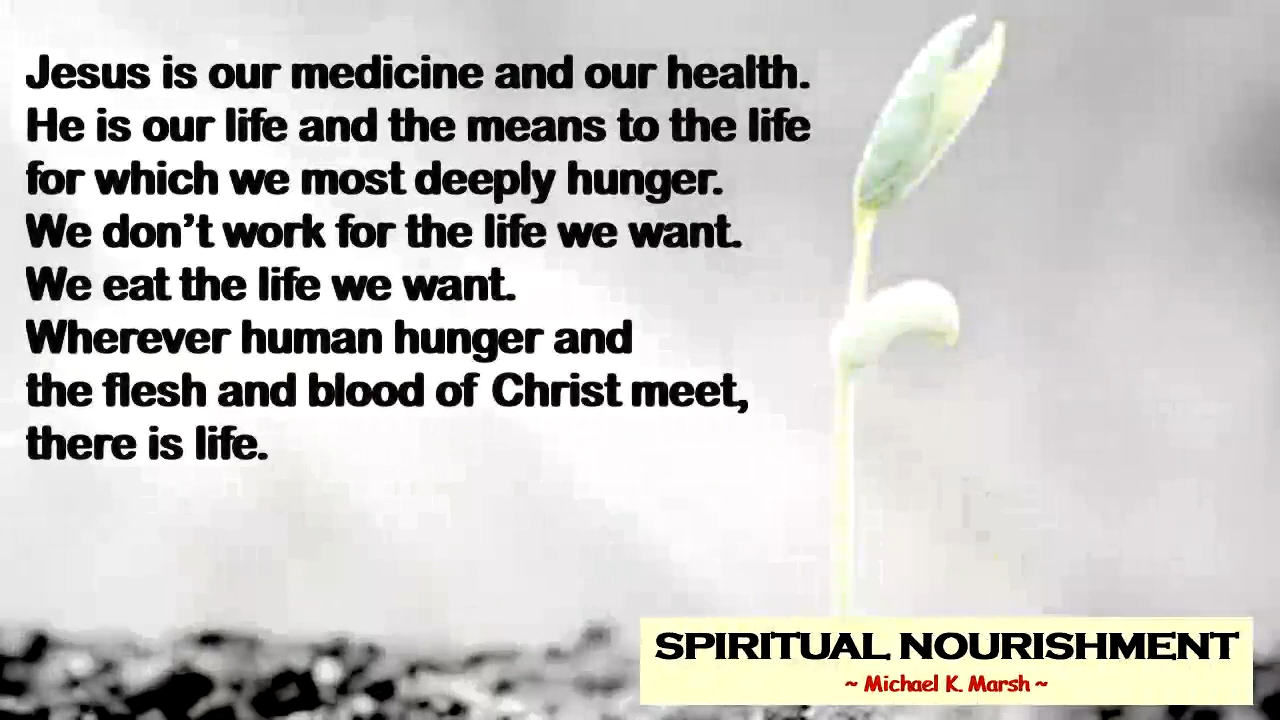 Jesus is our medicine and our health.
He is our life and the means to the life
for which we most deeply hunger.
We don’t work for the life we want.
We eat the life we want.
Wherever human hunger and
the flesh and blood of Christ meet,
there is life.
SPIRITUAL NOURISHMENT
~ Michael K. Marsh ~